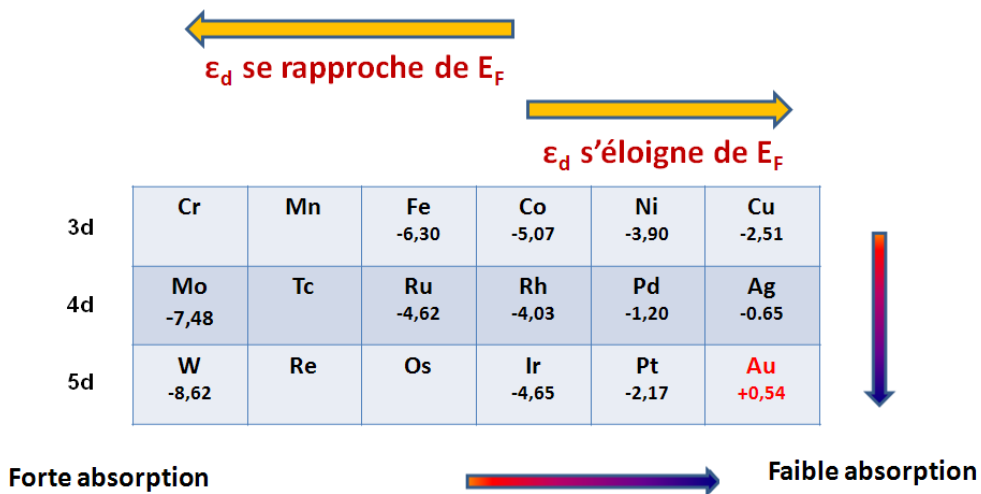 εd se rapproche de EF
εd s'éloigne de EF
3d Cr Mn Fe Co Ni Cu
-6,30 -5,07 -3,90 -2,51
4d Mo Tc Ru Rh Pd Ag
-7,48 -4,62 -4,03 -1,20 -0.65
5d W Re Os Ir Pt Au
-8,62 -4,65 -2,17 +0,54
Forte absorption Faible absorption